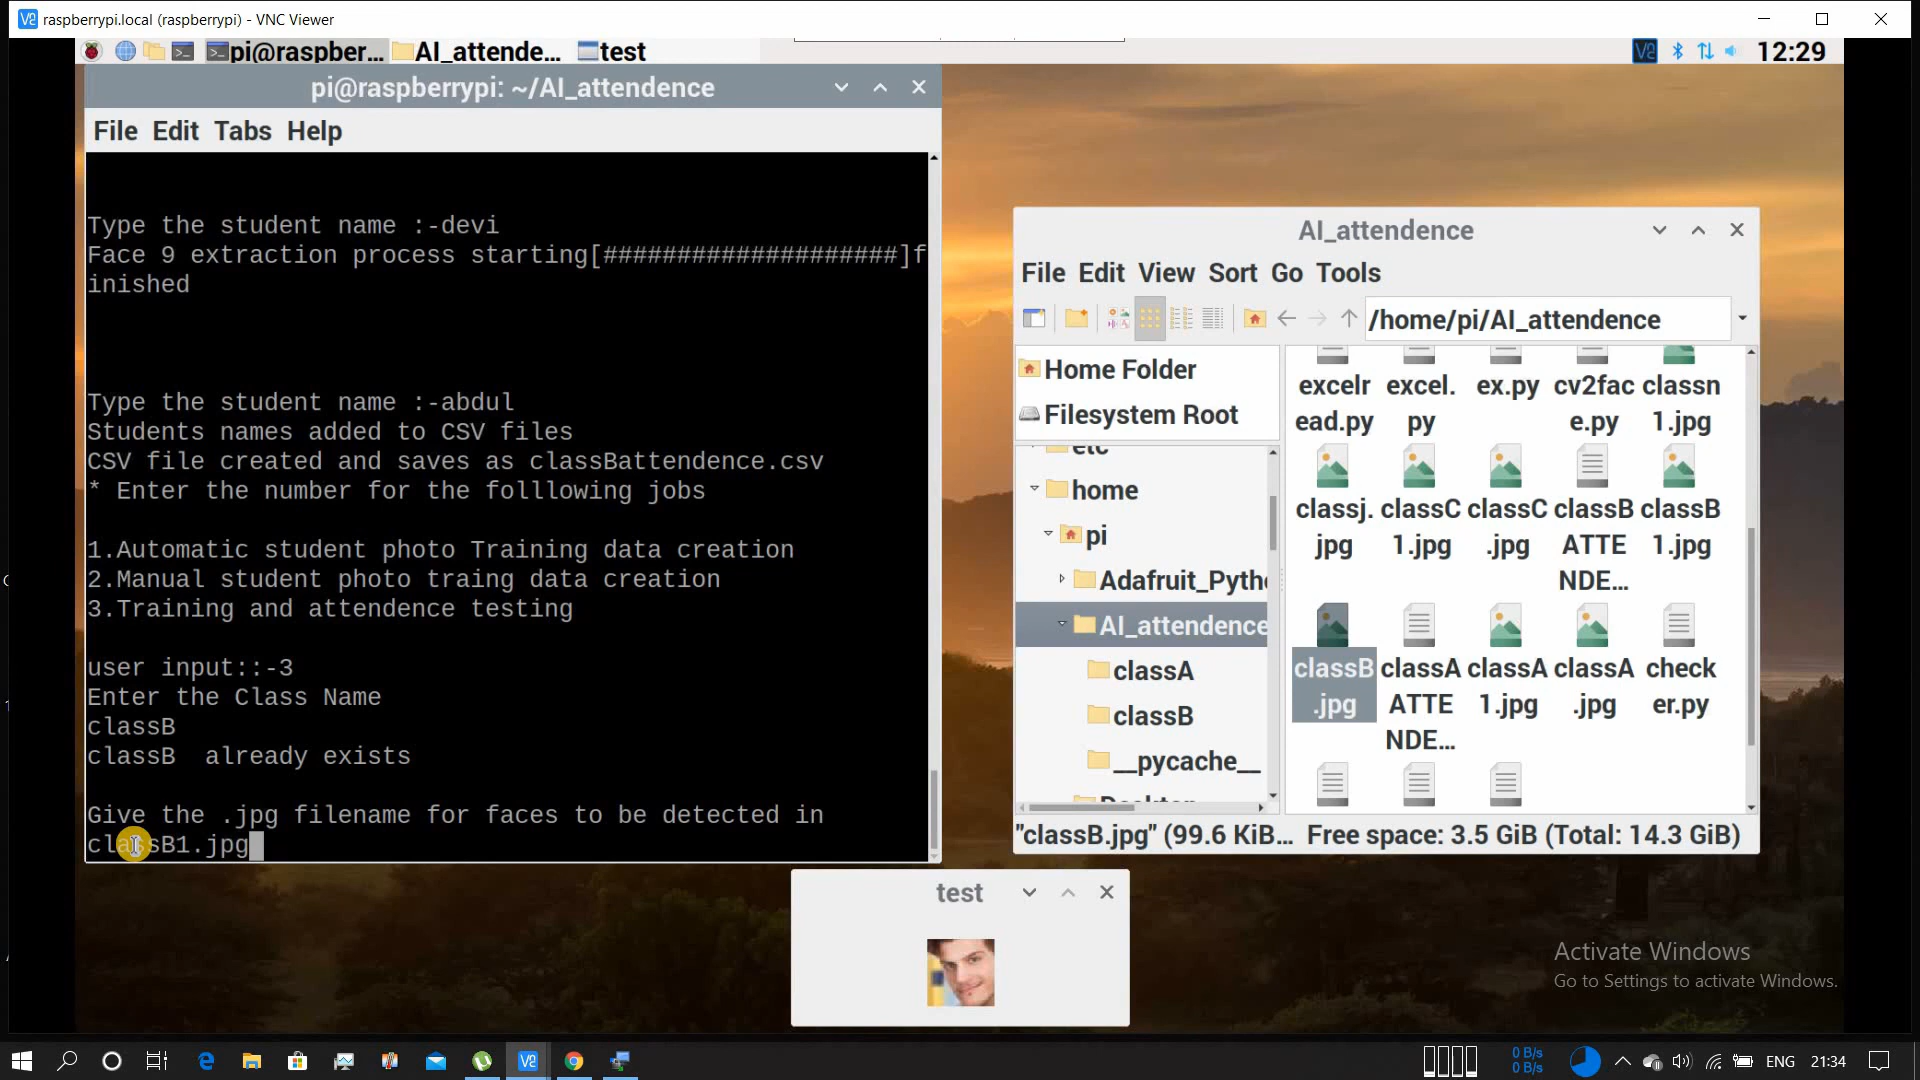 raspberrypi.local (raspberrypi) - VNC Viewer
pi@raspber... AI_attende... test 12:29
pi@raspberrypi: ~/AI_attendence
File Edit Tabs Help
Type the student name :-devi
Face 9 extraction process starting[####################]f
inished
Type the student name :-abdul
Students names added to CSV files
CSV file created and saves as classBattendence.csv
* Enter the number for the folllowing jobs
1.Automatic student photo Training data creation
2.Manual student photo traing data creation
3.Training and attendence testing
user input::-3
Enter the Class Name
classB
classB  already exists
Give the .jpg filename for faces to be detected in
classB1.jpg
AI_attendence
File Edit View Sort Go Tools
/home/pi/AI_attendence
Home Folder
Filesystem Root
etc
home
pi
Adafruit_Pyth
AI_attendence
classA
classB
__pycache__
Desktop
excelr excel. ex.py cv2fac classn
ead.py py e.py 1.jpg
classj. classC classC classB classB
jpg 1.jpg .jpg ATTE 1.jpg
NDE...
classB classA classA classA check
.jpg ATTE 1.jpg .jpg er.py
NDE...
"classB.jpg" (99.6 KiB... Free space: 3.5 GiB (Total: 14.3 GiB)
test
Activate Windows
Go to Settings to activate Windows.
0 B/s
0 B/s
ENG 21:34